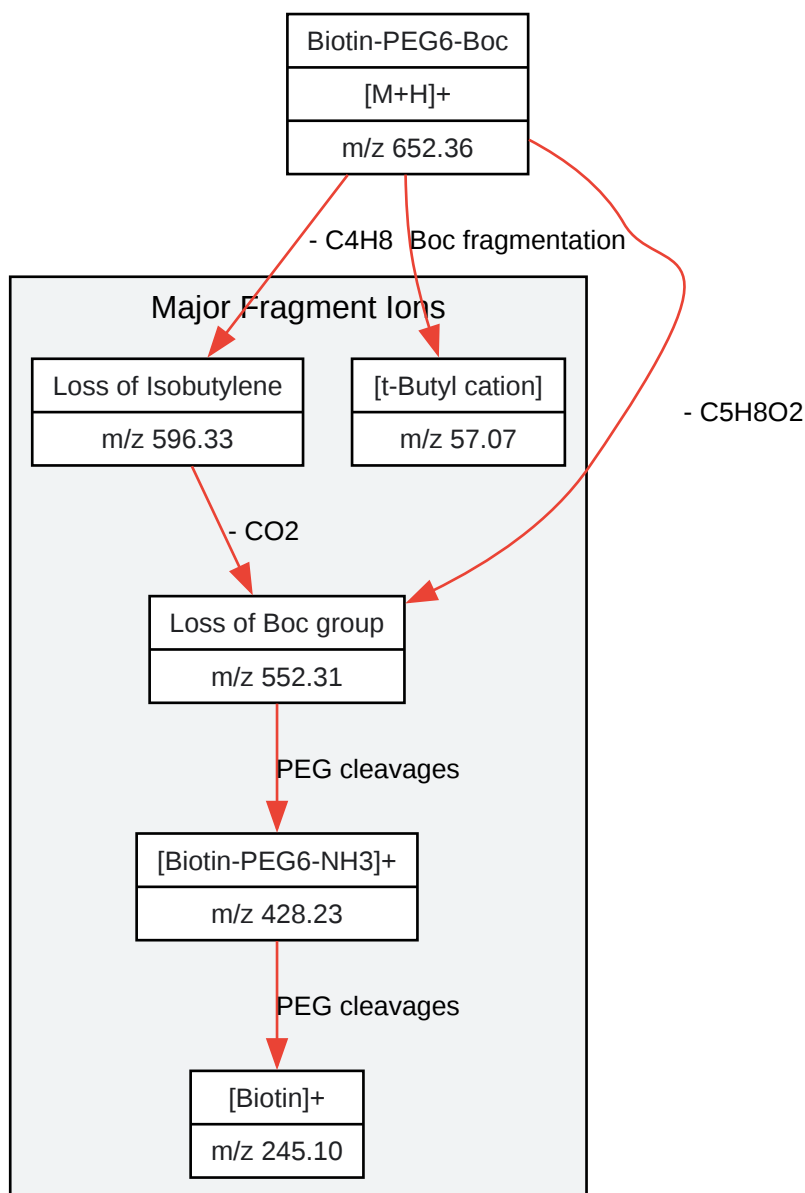 Biotin-PEG6-Boc
[M+H]+
m/z 652.36
- C4H8
Boc fragmentation
Major Fragment Ions
Loss of Isobutylene
m/z 596.33
[t-Butyl cation]
m/z 57.07
- C5H8O2
- CO2
Loss of Boc group
m/z 552.31
PEG cleavages
[Biotin-PEG6-NH3]+
m/z 428.23
PEG cleavages
[Biotin]+
m/z 245.10